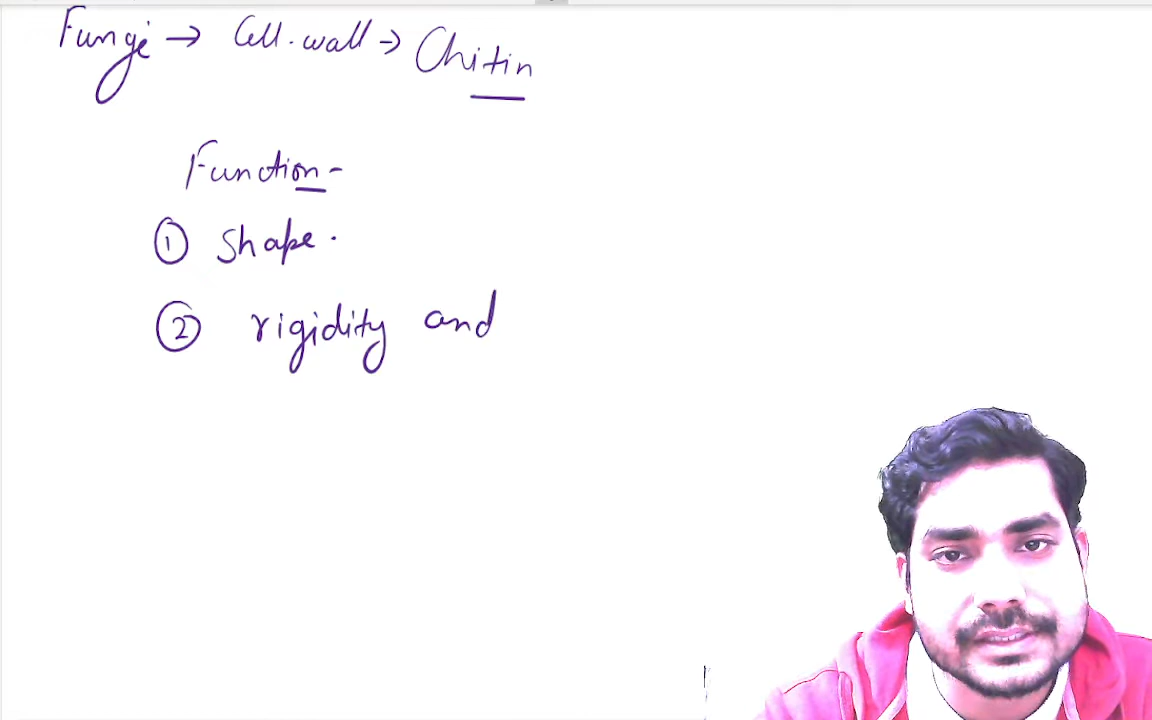 Fungi → Cell. wall → Chitin
Function -
① Shape.
② rigidity and